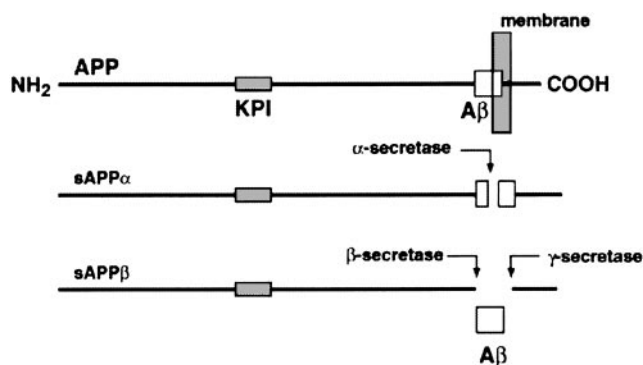 membrane
NH₂ APP COOH
KPI Aβ
α-secretase
sAPPα
β-secretase γ-secretase
sAPPβ
Aβ